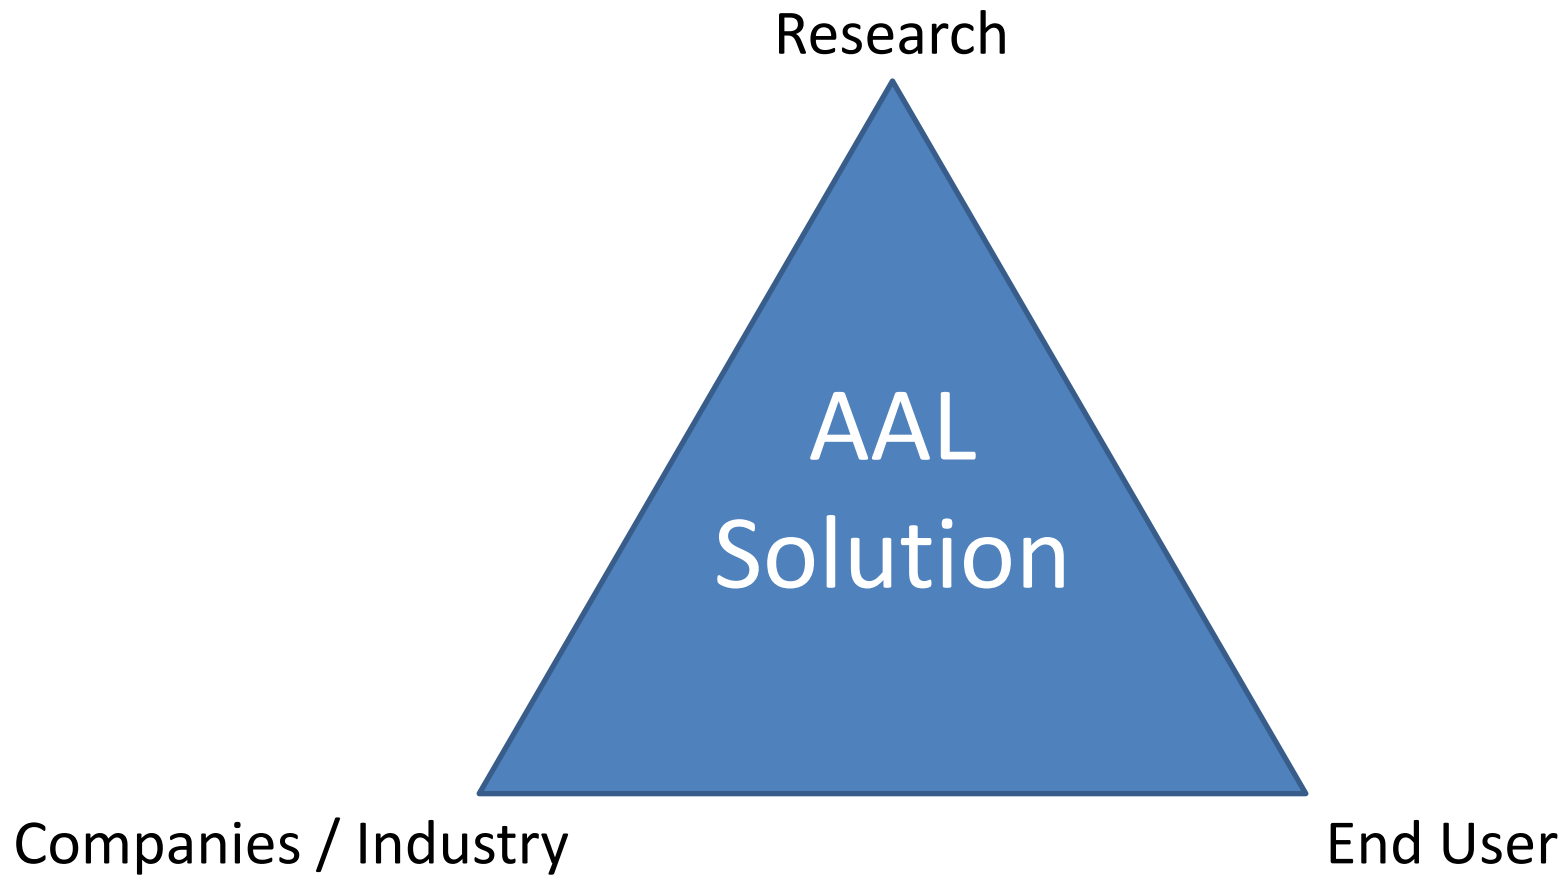 Research
AAL
Solution
Companies / Industry
End User